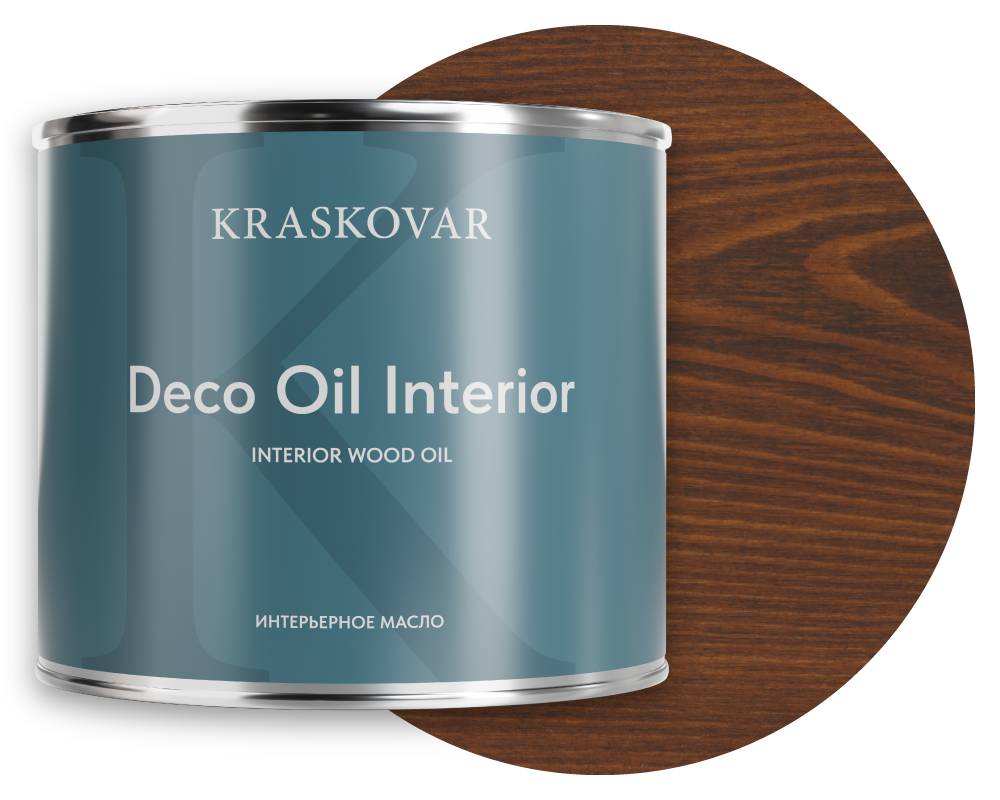 KRASKOVAR
Deco Oil Interior
INTERIOR WOOD OIL
ИНТЕРЬЕРНОЕ МАСЛО